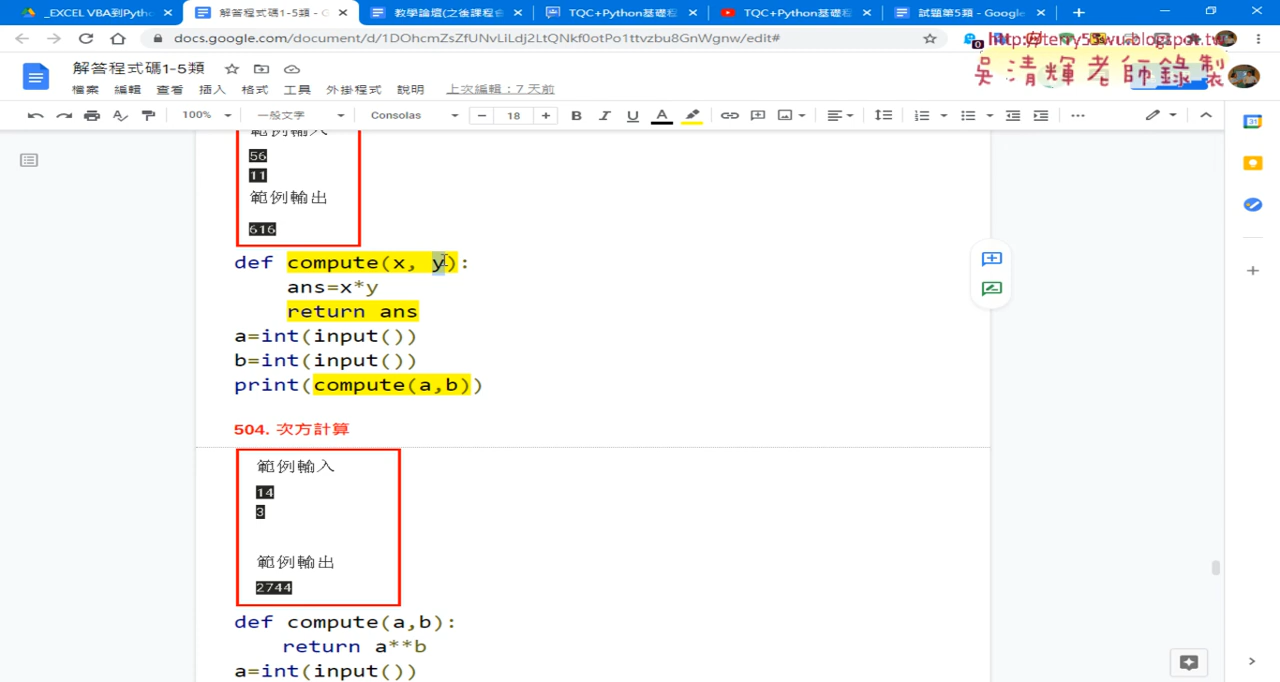 _EXCEL VBA到Pytho
解答程式碼1-5類 - G
教學論壇(之後課程會
TQC+Python基礎程
TQC+Python基礎程
試題第5類 - Google
docs.google.com/document/d/1DOhcmZsZfUNvLiLdj2LtQNkf0otPo1ttvzbu8GnWgnw/edit#
吳清輝老師錄製
解答程式碼1-5類
檔案 編輯 查看 插入 格式 工具 外掛程式 說明 上次編輯：7 天前
100% 一般文字 Consolas 18 B I U A
範例輸入
56
11
範例輸出
616
def compute(x, y):
ans=x*y
return ans
a=int(input())
b=int(input())
print(compute(a,b))
504. 次方計算
範例輸入
14
3
範例輸出
2744
def compute(a,b):
return a**b
a=int(input())